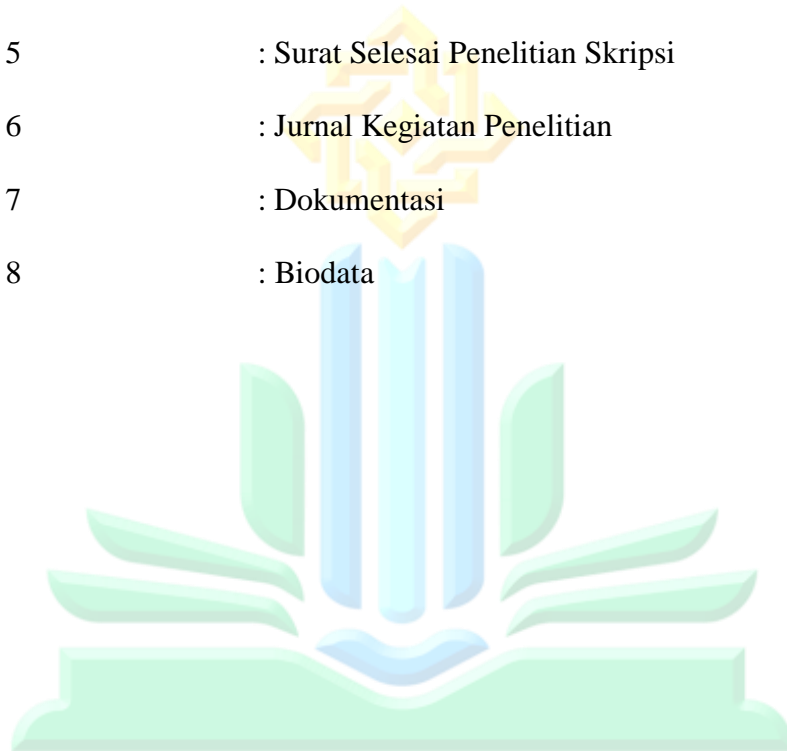 5 : Surat Selesai Penelitian Skripsi
6 : Jurnal Kegiatan Penelitian
7 : Dokumentasi
8 : Biodata